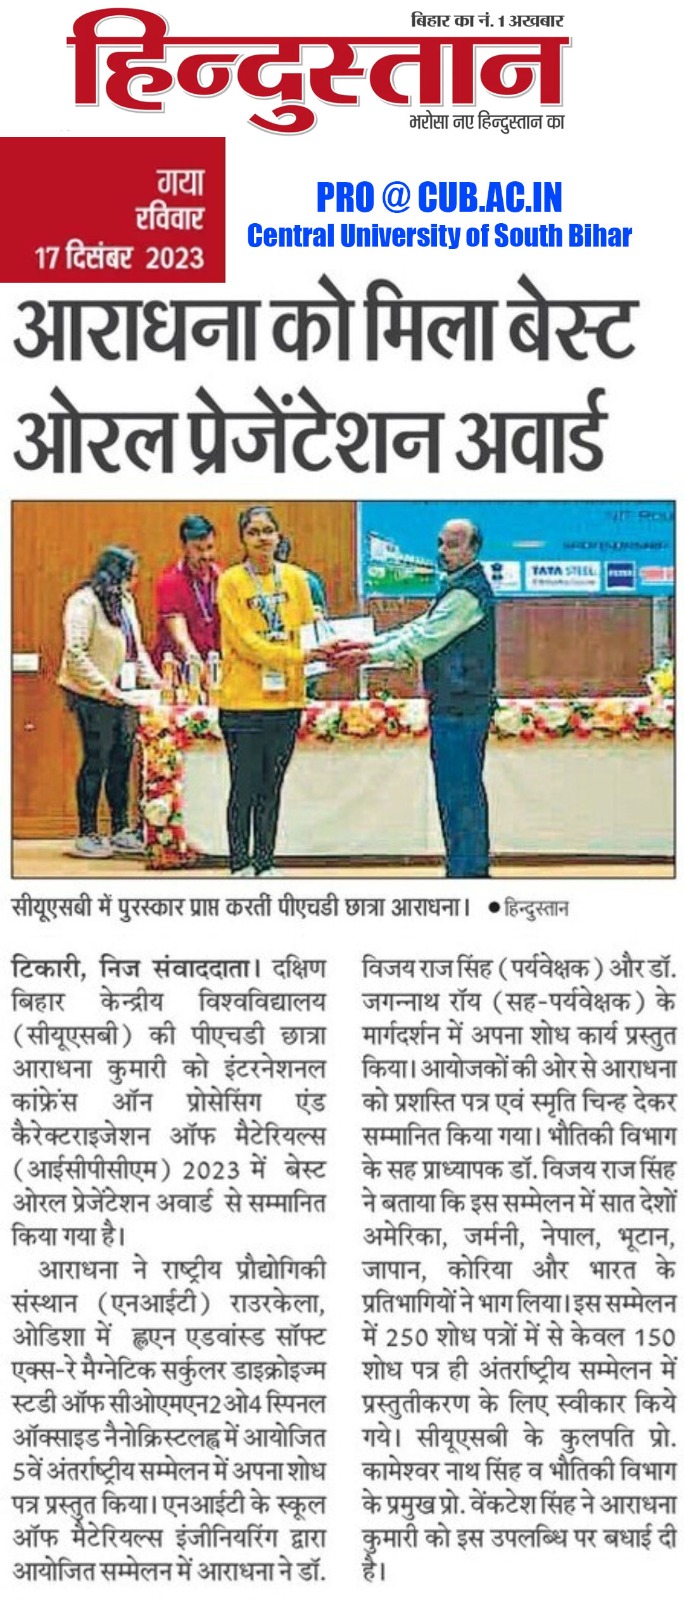 बिहार का नं. 1 अखबार
हिन्दुस्तान
भरोसा नए हिन्दुस्तान का
गया
रविवार
17 दिसंबर 2023
PRO @ CUB.AC.IN
Central University of South Bihar
आराधना को मिला बेस्ट
ओरल प्रेजेंटेशन अवार्ड
TATA STEEL
सीयूएसबी में पुरस्कार प्राप्त करतीं पीएचडी छात्रा आराधना। ● हिन्दुस्तान
टिकारी, निज संवाददाता। दक्षिण
बिहार केन्द्रीय विश्वविद्यालय
(सीयूएसबी) की पीएचडी छात्रा
आराधना कुमारी को इंटरनेशनल
कांफ्रेंस ऑन प्रोसेसिंग एंड
कैरेक्टराइजेशन ऑफ मैटेरियल्स
(आईसीपीसीएम) 2023 में बेस्ट
ओरल प्रेजेंटेशन अवार्ड से सम्मानित
किया गया है।
आराधना ने राष्ट्रीय प्रौद्योगिकी
संस्थान (एनआईटी) राउरकेला,
ओडिशा में ह्लएन एडवांस्ड सॉफ्ट
एक्स-रे मैग्नेटिक सर्कुलर डाइक्रोइज्म
स्टडी ऑफ सीओएमएन2ओ4 स्पिनल
ऑक्साइड नैनोक्रिस्टलह्व में आयोजित
5वें अंतर्राष्ट्रीय सम्मेलन में अपना शोध
पत्र प्रस्तुत किया। एनआईटी के स्कूल
ऑफ मैटेरियल्स इंजीनियरिंग द्वारा
आयोजित सम्मेलन में आराधना ने डॉ.
विजय राज सिंह (पर्यवेक्षक) और डॉ.
जगन्नाथ रॉय (सह-पर्यवेक्षक) के
मार्गदर्शन में अपना शोध कार्य प्रस्तुत
किया। आयोजकों की ओर से आराधना
को प्रशस्ति पत्र एवं स्मृति चिन्ह देकर
सम्मानित किया गया। भौतिकी विभाग
के सह प्राध्यापक डॉ. विजय राज सिंह
ने बताया कि इस सम्मेलन में सात देशों
अमेरिका, जर्मनी, नेपाल, भूटान,
जापान, कोरिया और भारत के
प्रतिभागियों ने भाग लिया। इस सम्मेलन
में 250 शोध पत्रों में से केवल 150
शोध पत्र ही अंतर्राष्ट्रीय सम्मेलन में
प्रस्तुतीकरण के लिए स्वीकार किये
गये। सीयूएसबी के कुलपति प्रो.
कामेश्वर नाथ सिंह व भौतिकी विभाग
के प्रमुख प्रो. वेंकटेश सिंह ने आराधना
कुमारी को इस उपलब्धि पर बधाई दी
है।